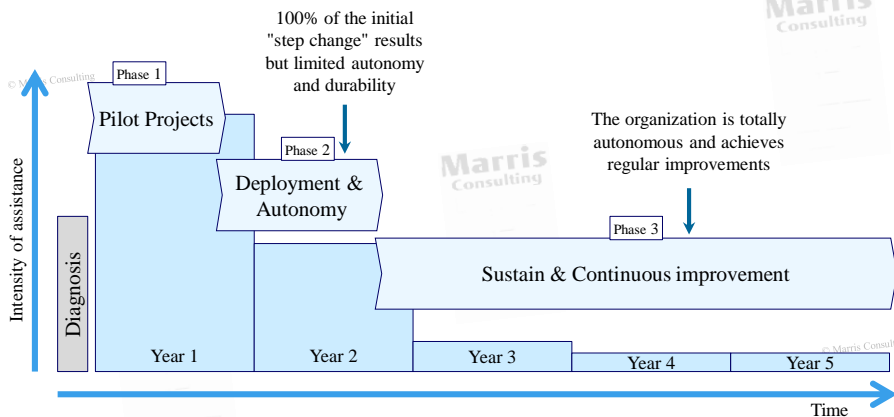 Marris
Consulting
100% of the initial
"step change" results
but limited autonomy
and durability
Phase 1
© Marris Consulting
Pilot Projects
The organization is totally
autonomous and achieves
regular improvements
Phase 2
Marris
Consulting
Deployment &
Autonomy
Phase 3
Sustain & Continuous improvement
Intensity of assistance
Diagnosis
© Marris Consult
Year 1
Year 2
Year 3
Year 4
Year 5
Time